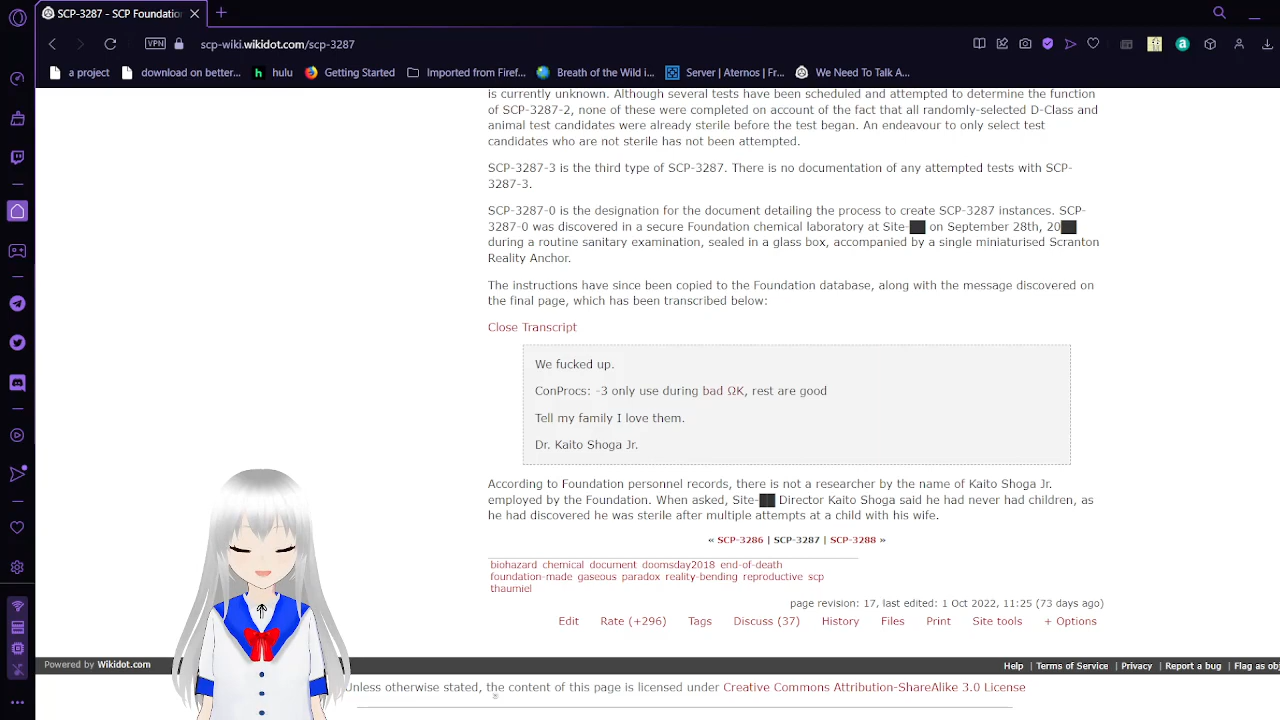 SCP-3287 - SCP Foundation
VPN scp-wiki.wikidot.com/scp-3287
a project download on better... hulu Getting Started Imported from Firef... Breath of the Wild i... Server | Aternos | Fr... We Need To Talk A...
is currently unknown. Although several tests have been scheduled and attempted to determine the function
of SCP-3287-2, none of these were completed on account of the fact that all randomly-selected D-Class and
animal test candidates were already sterile before the test began. An endeavour to only select test
candidates who are not sterile has not been attempted.
SCP-3287-3 is the third type of SCP-3287. There is no documentation of any attempted tests with SCP-
3287-3.
SCP-3287-0 is the designation for the document detailing the process to create SCP-3287 instances. SCP-
3287-0 was discovered in a secure Foundation chemical laboratory at Site-██ on September 28th, 20██
during a routine sanitary examination, sealed in a glass box, accompanied by a single miniaturised Scranton
Reality Anchor.
The instructions have since been copied to the Foundation database, along with the message discovered on
the final page, which has been transcribed below:
Close Transcript
We fucked up.
ConProcs: -3 only use during bad ΩK, rest are good
Tell my family I love them.
Dr. Kaito Shoga Jr.
According to Foundation personnel records, there is not a researcher by the name of Kaito Shoga Jr.
employed by the Foundation. When asked, Site-██ Director Kaito Shoga said he had never had children, as
he had discovered he was sterile after multiple attempts at a child with his wife.
« SCP-3286 | SCP-3287 | SCP-3288 »
biohazard chemical document doomsday2018 end-of-death
foundation-made gaseous paradox reality-bending reproductive scp
thaumiel
page revision: 17, last edited: 1 Oct 2022, 11:25 (73 days ago)
Edit Rate (+296) Tags Discuss (37) History Files Print Site tools + Options
Powered by Wikidot.com Help | Terms of Service | Privacy | Report a bug | Flag as obj
Unless otherwise stated, the content of this page is licensed under Creative Commons Attribution-ShareAlike 3.0 License